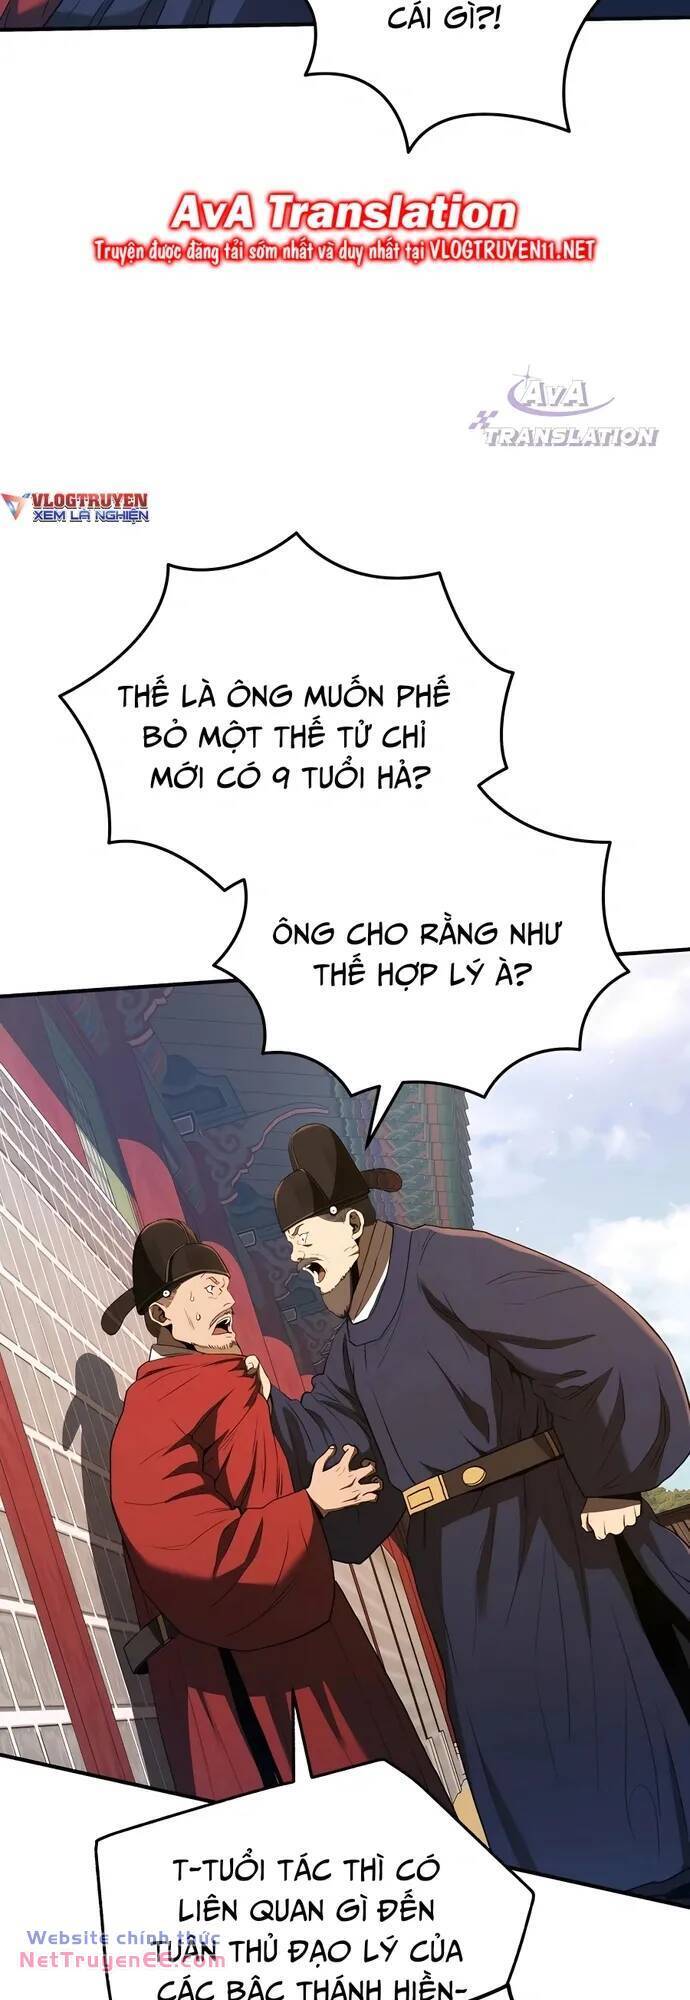 CÁI GÌ?!
AvA Translation
Truyện được đăng tải sớm nhất và duy nhất tại VLOGTRUYEN11.NET
AVA
TRANSLATION
VLOGTRUYEN
XEM LÀ NGHIỆN
THẾ LÀ ÔNG MUỐN PHẾ
BỎ MỘT THẾ TỬ CHỈ
MỚI CÓ 9 TUỔI HẢ?
ÔNG CHO RẰNG NHƯ
THẾ HỢP LÝ À?
T-TUỔI TÁC THÌ CÓ
LIÊN QUAN GÌ ĐẾN
Website chính thức
TUÂN THỦ ĐẠO LÝ CỦA
NetTruyenEE.com
CÁC BẬC THÁNH HIỀN-